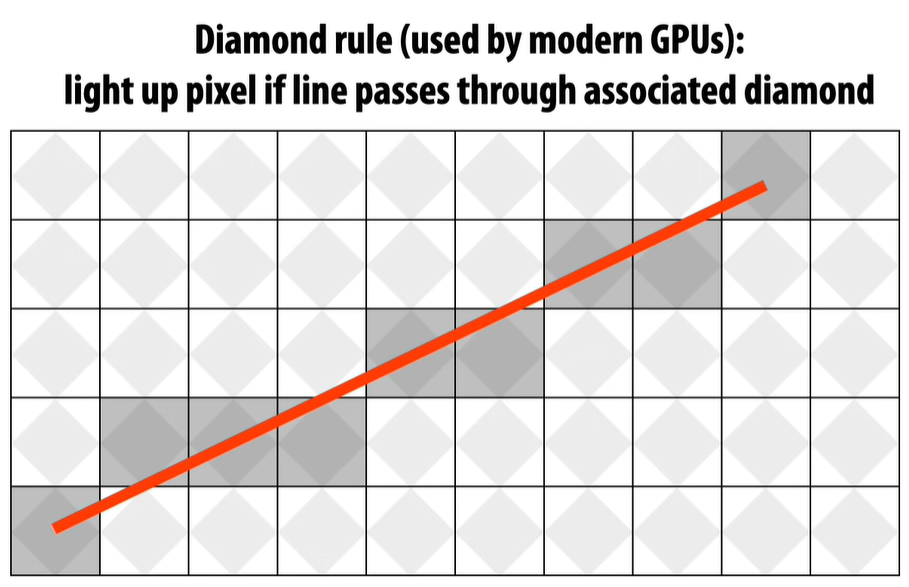 Diamond rule (used by modern GPUs):
light up pixel if line passes through associated diamond